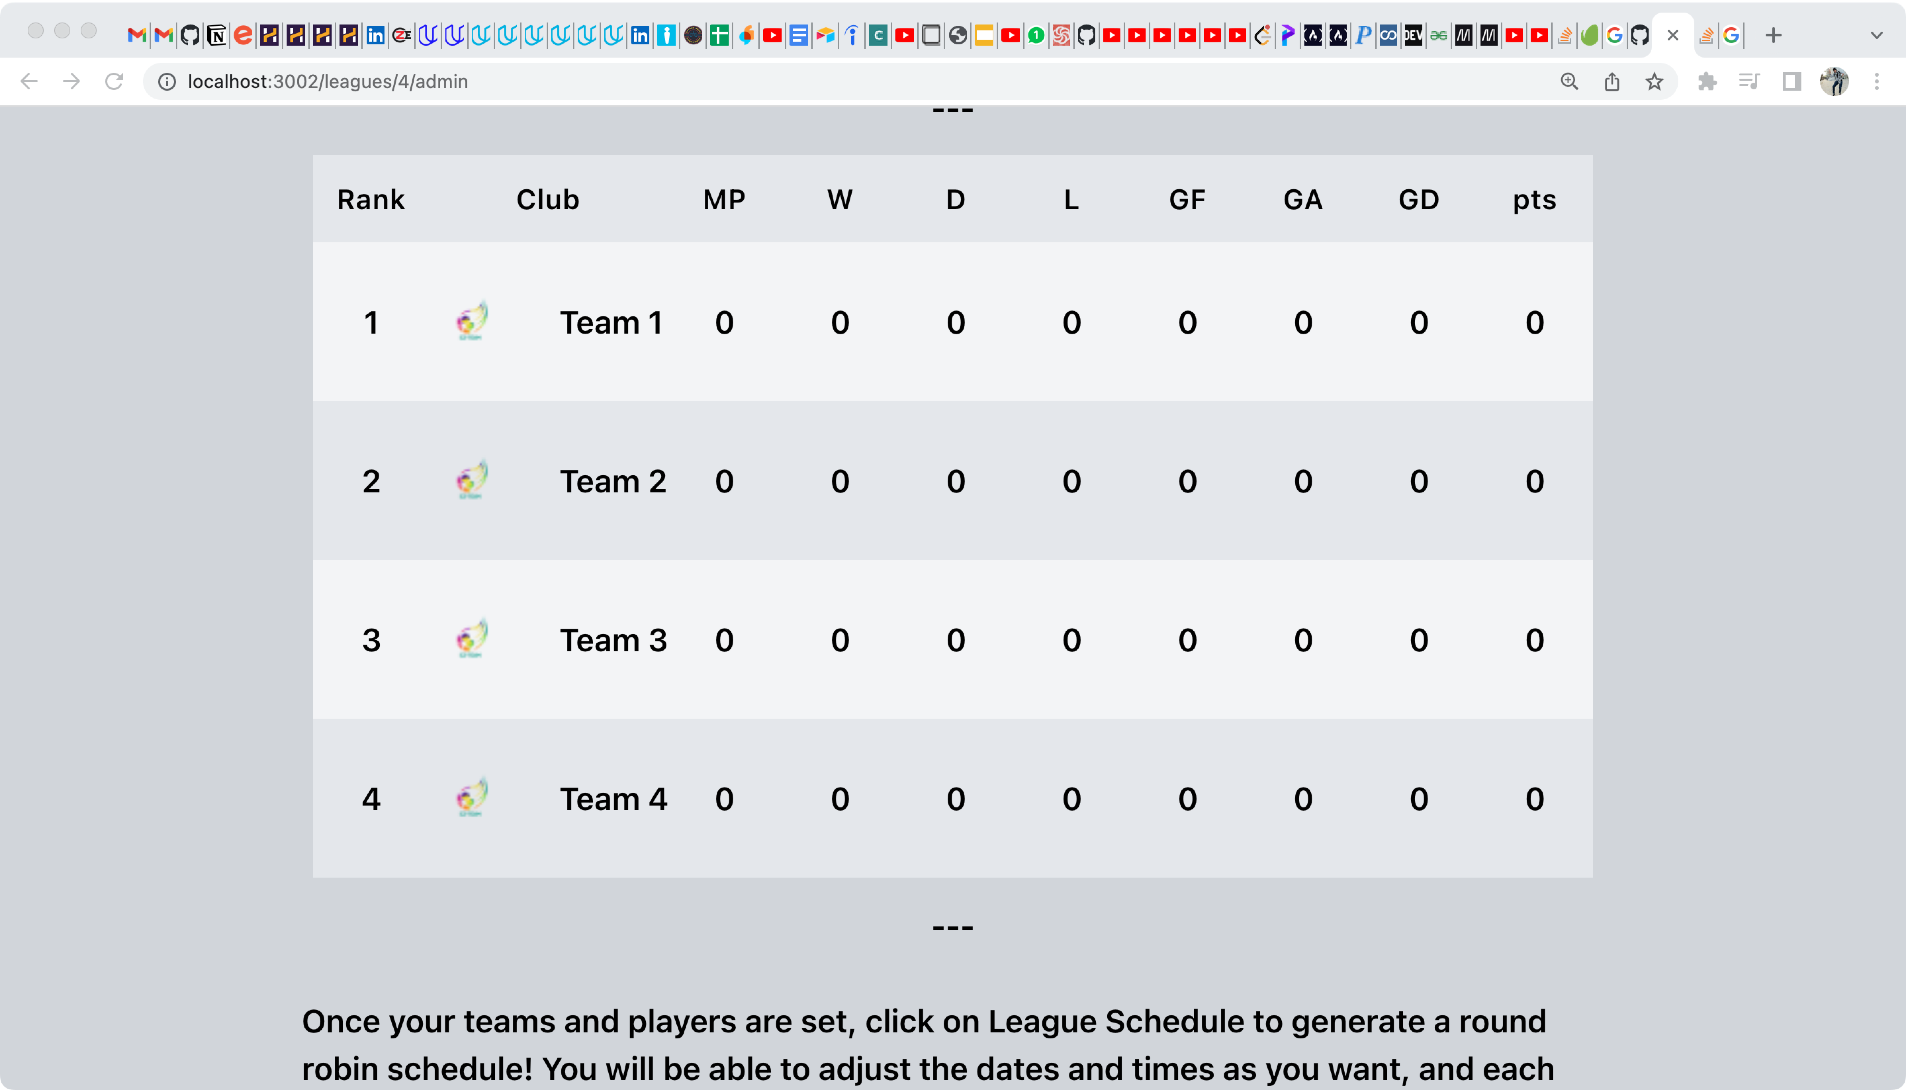 localhost:3002/leagues/4/admin
---
Rank Club MP W D L GF GA GD pts
1 Team 1 0 0 0 0 0 0 0 0
2 Team 2 0 0 0 0 0 0 0 0
3 Team 3 0 0 0 0 0 0 0 0
4 Team 4 0 0 0 0 0 0 0 0
---
Once your teams and players are set, click on League Schedule to generate a round
robin schedule! You will be able to adjust the dates and times as you want, and each